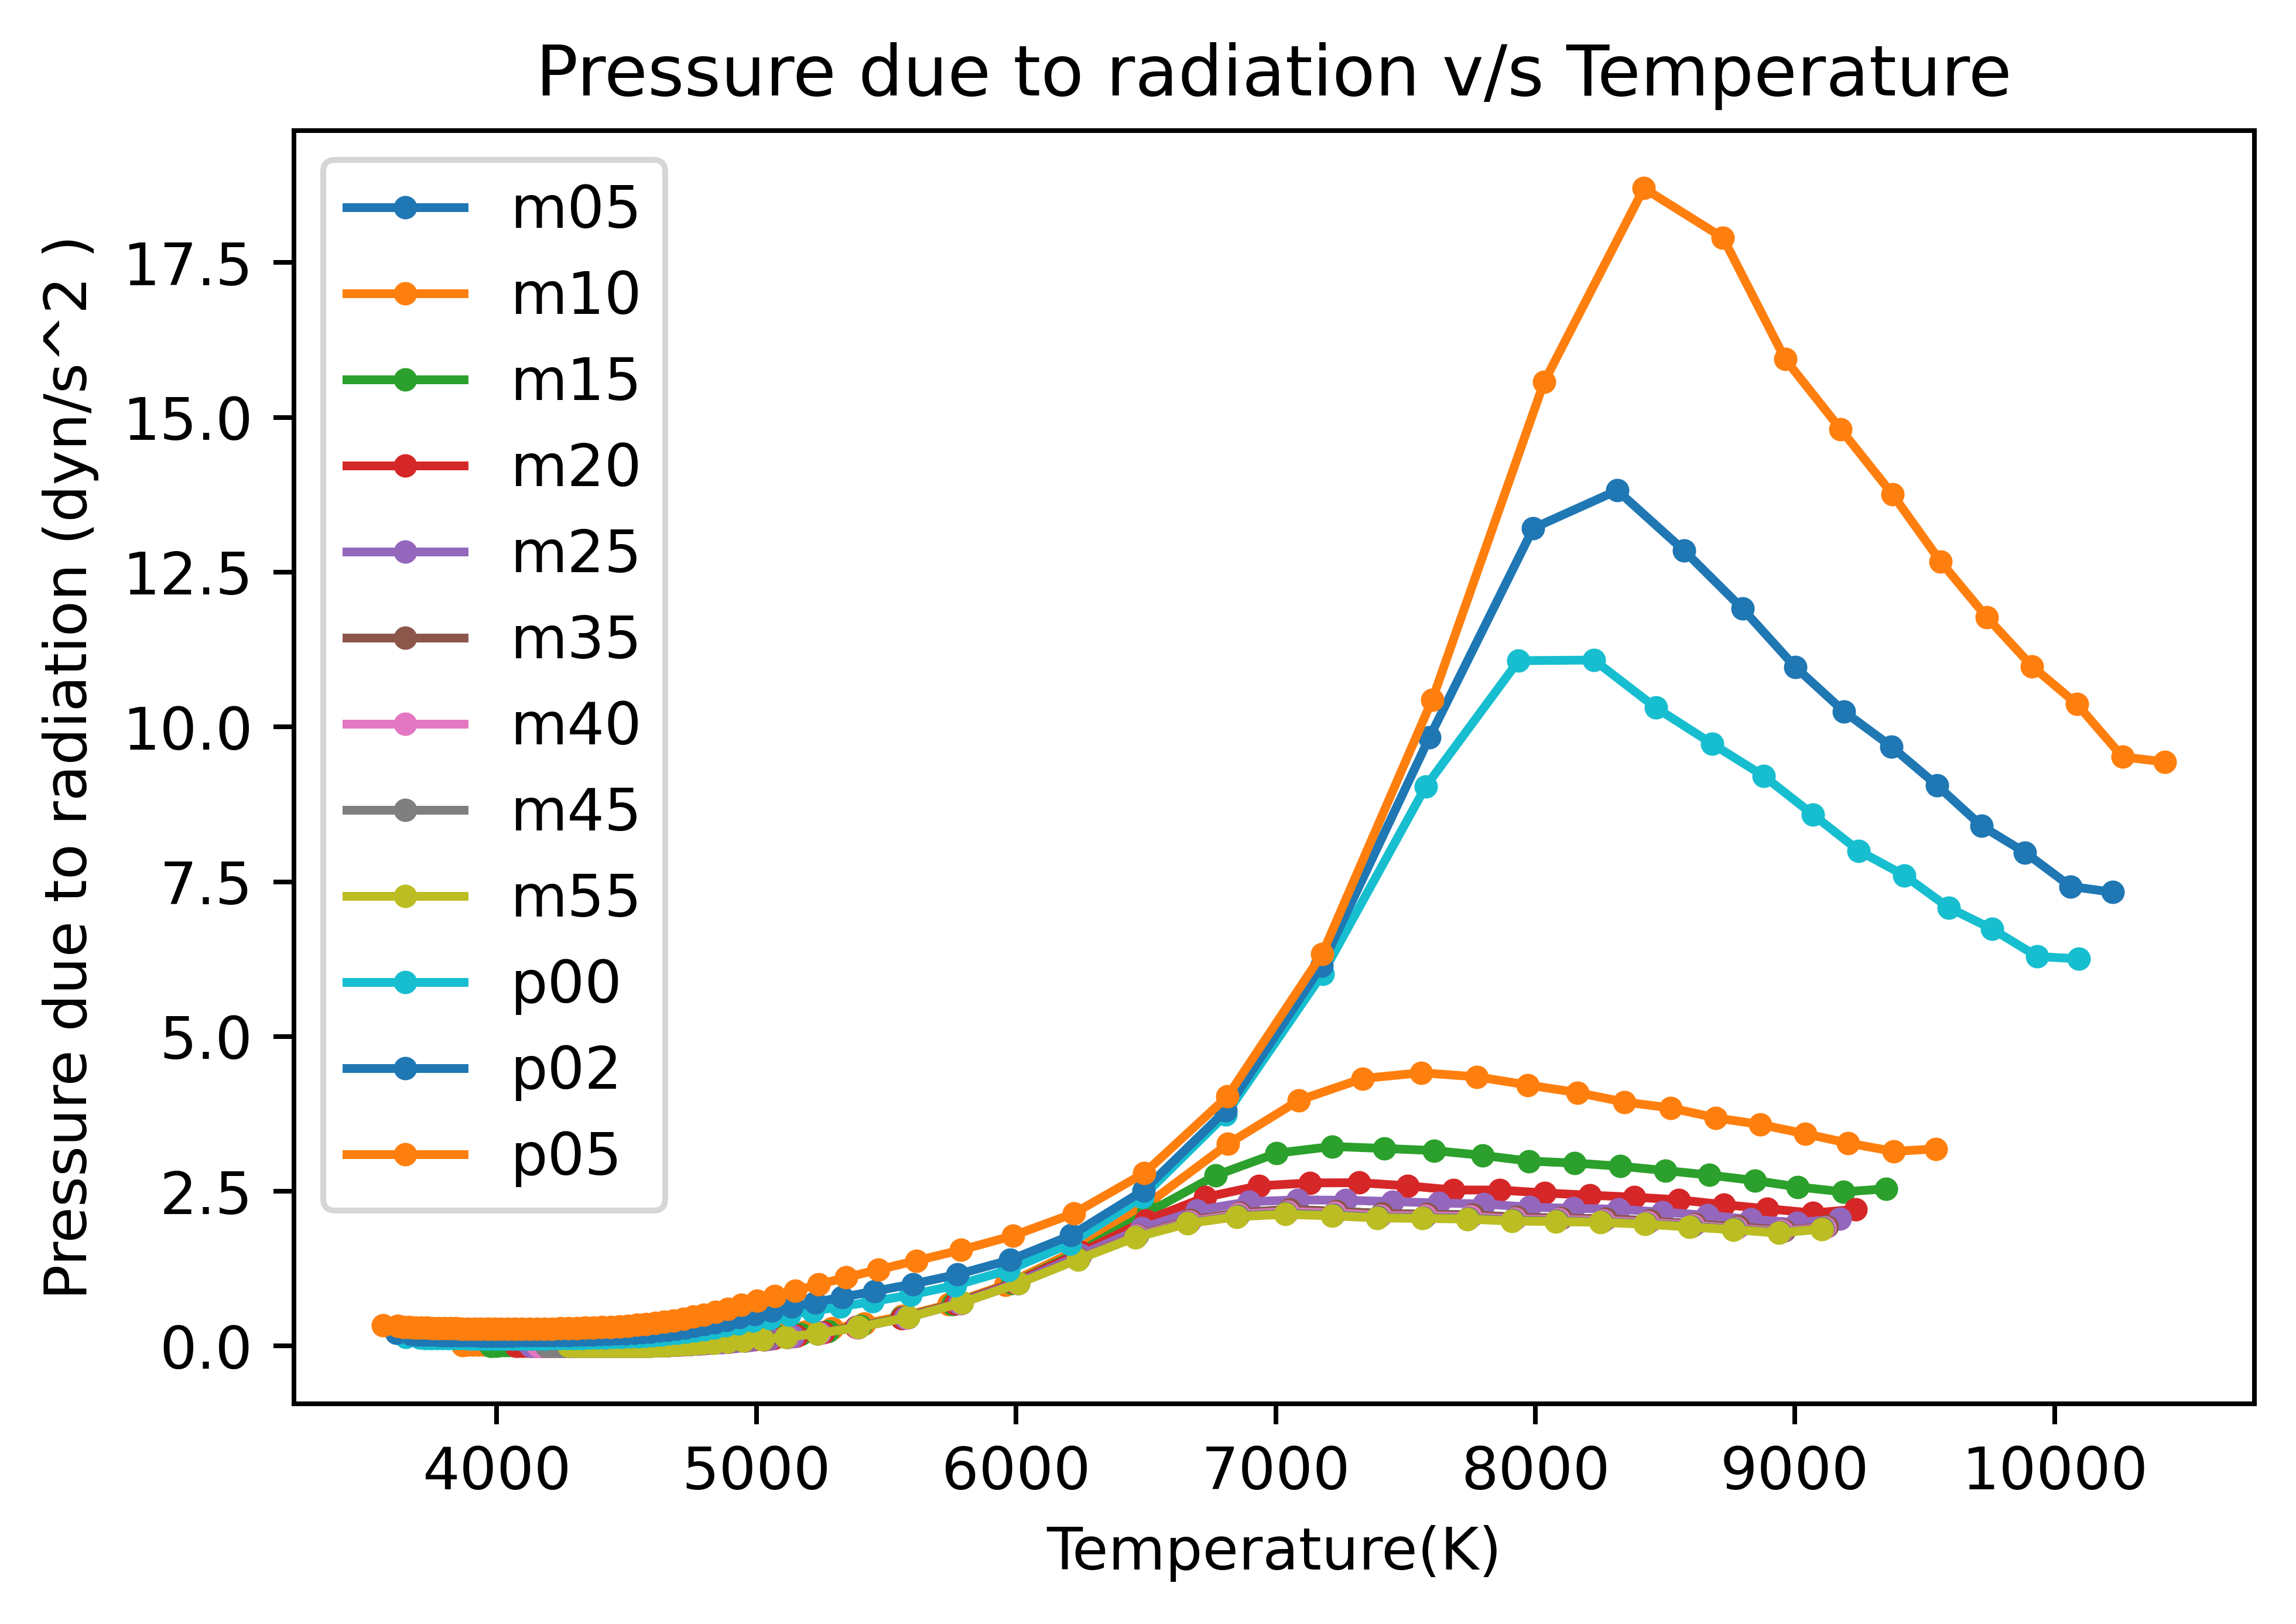 Pressure due to radiation v/s Temperature
Pressure due to radiation (dyn/s^2 )
17.5
15.0
12.5
10.0
7.5
5.0
2.5
0.0
m05
m10
m15
m20
m25
m35
m40
m45
m55
p00
p02
p05
4000 5000 6000 7000 8000 9000 10000
Temperature(K)